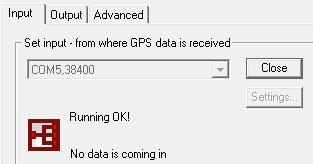 Input Output Advanced
Set input - from where GPS data is received
COM5,38400 Close
Settings...
Running OK!
No data is coming in